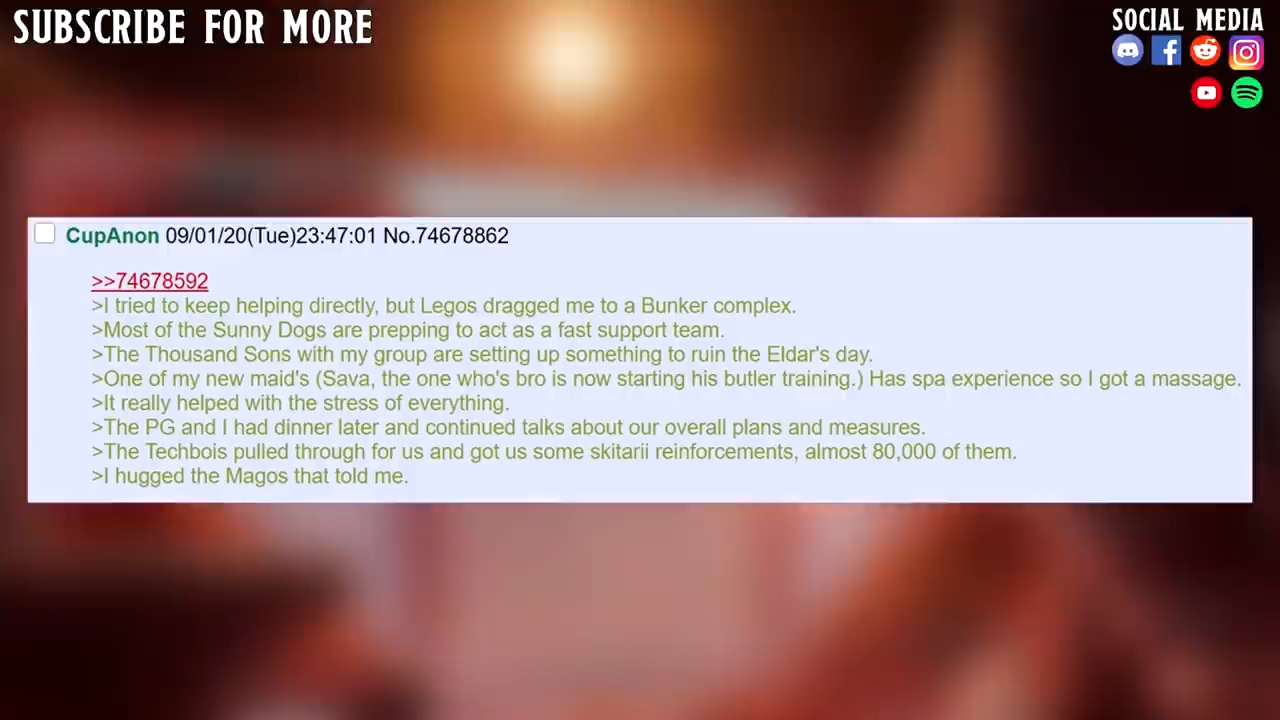 SUBSCRIBE FOR MORE
SOCIAL MEDIA
CupAnon 09/01/20(Tue)23:47:01 No.74678862
>>74678592
>I tried to keep helping directly, but Legos dragged me to a Bunker complex.
>Most of the Sunny Dogs are prepping to act as a fast support team.
>The Thousand Sons with my group are setting up something to ruin the Eldar's day.
>One of my new maid's (Sava, the one who's bro is now starting his butler training.) Has spa experience so I got a massage.
>It really helped with the stress of everything.
>The PG and I had dinner later and continued talks about our overall plans and measures.
>The Techbois pulled through for us and got us some skitarii reinforcements, almost 80,000 of them.
>I hugged the Magos that told me.